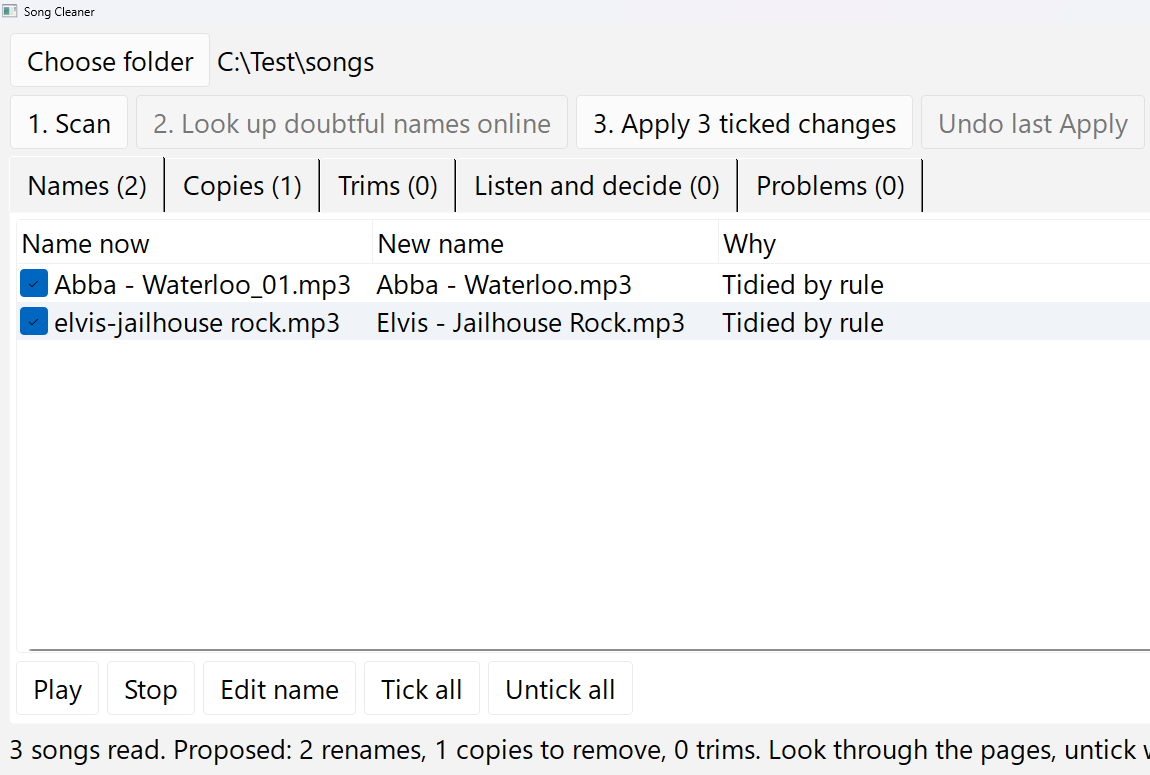 Song Cleaner
Choose folder C:\Test\songs
1. Scan 2. Look up doubtful names online 3. Apply 3 ticked changes Undo last Apply
Names (2) Copies (1) Trims (0) Listen and decide (0) Problems (0)
Name now New name Why
Abba - Waterloo_01.mp3 Abba - Waterloo.mp3 Tidied by rule
elvis-jailhouse rock.mp3 Elvis - Jailhouse Rock.mp3 Tidied by rule
Play Stop Edit name Tick all Untick all
3 songs read. Proposed: 2 renames, 1 copies to remove, 0 trims. Look through the pages, untick